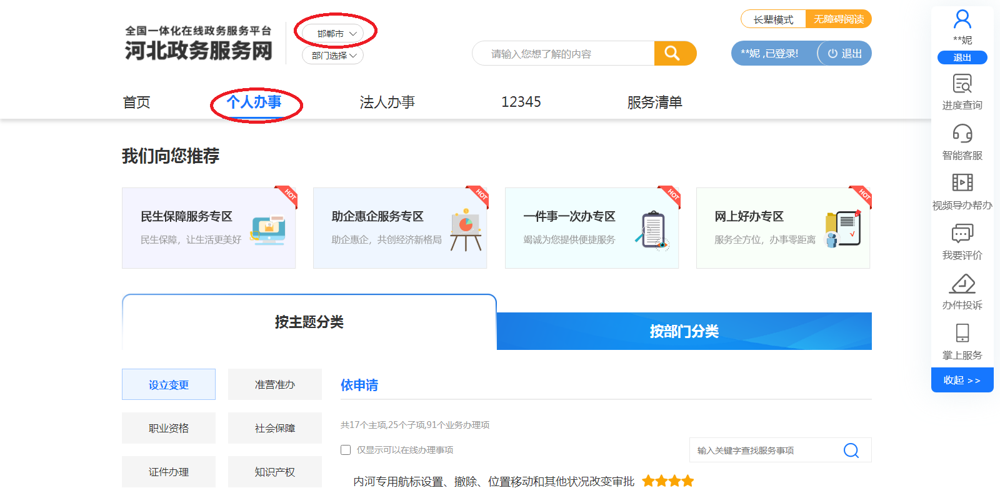 全国一体化在线政务服务平台
河北政务服务网
邯郸市
部门选择
请输入您想了解的内容
长辈模式
无障碍阅读
**妮 ,已登录!
退出
首页
个人办事
法人办事
12345
服务清单
我们向您推荐
HOT
民生保障服务专区
民生保障，让生活更美好
HOT
助企惠企服务专区
助企惠企，共创经济新格局
HOT
一件事一次办专区
竭诚为您提供便捷服务
HOT
网上好办专区
服务全方位，办事零距离
按主题分类
按部门分类
设立变更
准营准办
职业资格
社会保障
证件办理
知识产权
依申请
共17个主项,25个子项,91个业务办理项
仅显示可以在线办理事项
输入关键字查找服务事项
内河专用航标设置、撤除、位置移动和其他状况改变审批
**妮
退出
进度查询
智能客服
视频导办帮办
我要评价
办件投诉
掌上服务
收起 >>